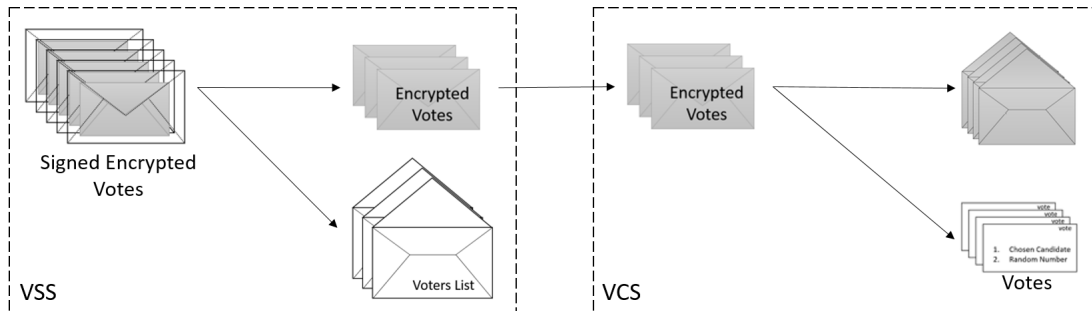 Signed Encrypted
Votes
Encrypted
Votes
Voters List
VSS
Encrypted
Votes
vote
vote
vote
vote
1. Chosen Candidate
2. Random Number
Votes
VCS